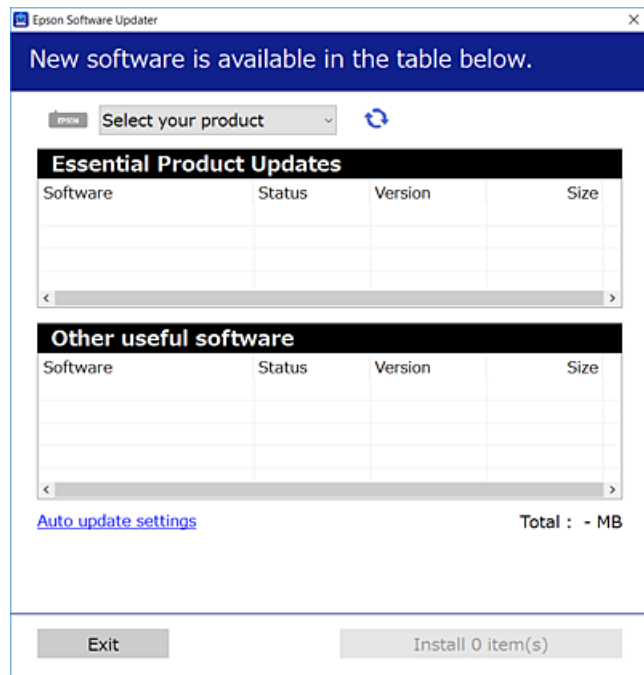 Epson Software Updater
New software is available in the table below.
EPSON Select your product
Essential Product Updates
Software Status Version Size
Other useful software
Software Status Version Size
Auto update settings Total : - MB
Exit Install 0 item(s)